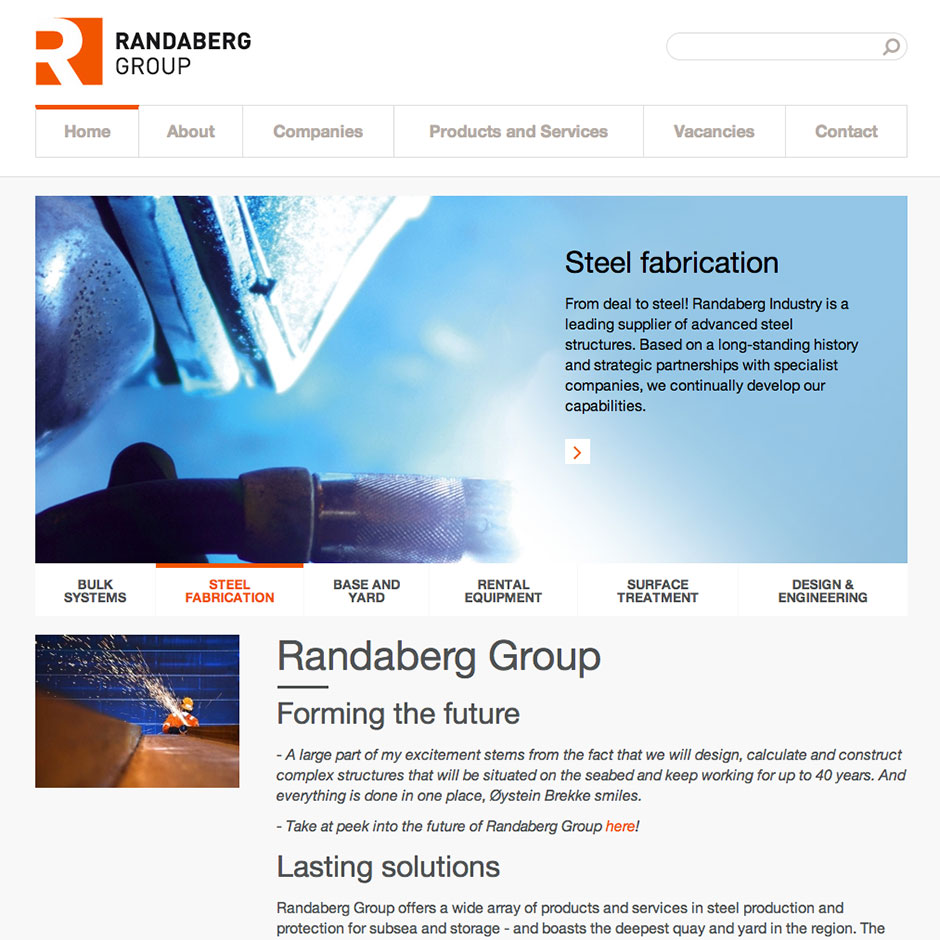 RANDABERG
GROUP
Home
About
Companies
Products and Services
Vacancies
Contact
Steel fabrication
From deal to steel! Randaberg Industry is a
leading supplier of advanced steel
structures. Based on a long-standing history
and strategic partnerships with specialist
companies, we continually develop our
capabilities.
BULK
SYSTEMS
STEEL
FABRICATION
BASE AND
YARD
RENTAL
EQUIPMENT
SURFACE
TREATMENT
DESIGN &
ENGINEERING
Randaberg Group
Forming the future
- A large part of my excitement stems from the fact that we will design, calculate and construct
complex structures that will be situated on the seabed and keep working for up to 40 years. And
everything is done in one place, Øystein Brekke smiles.
- Take at peek into the future of Randaberg Group here!
Lasting solutions
Randaberg Group offers a wide array of products and services in steel production and
protection for subsea and storage - and boasts the deepest quay and yard in the region. The